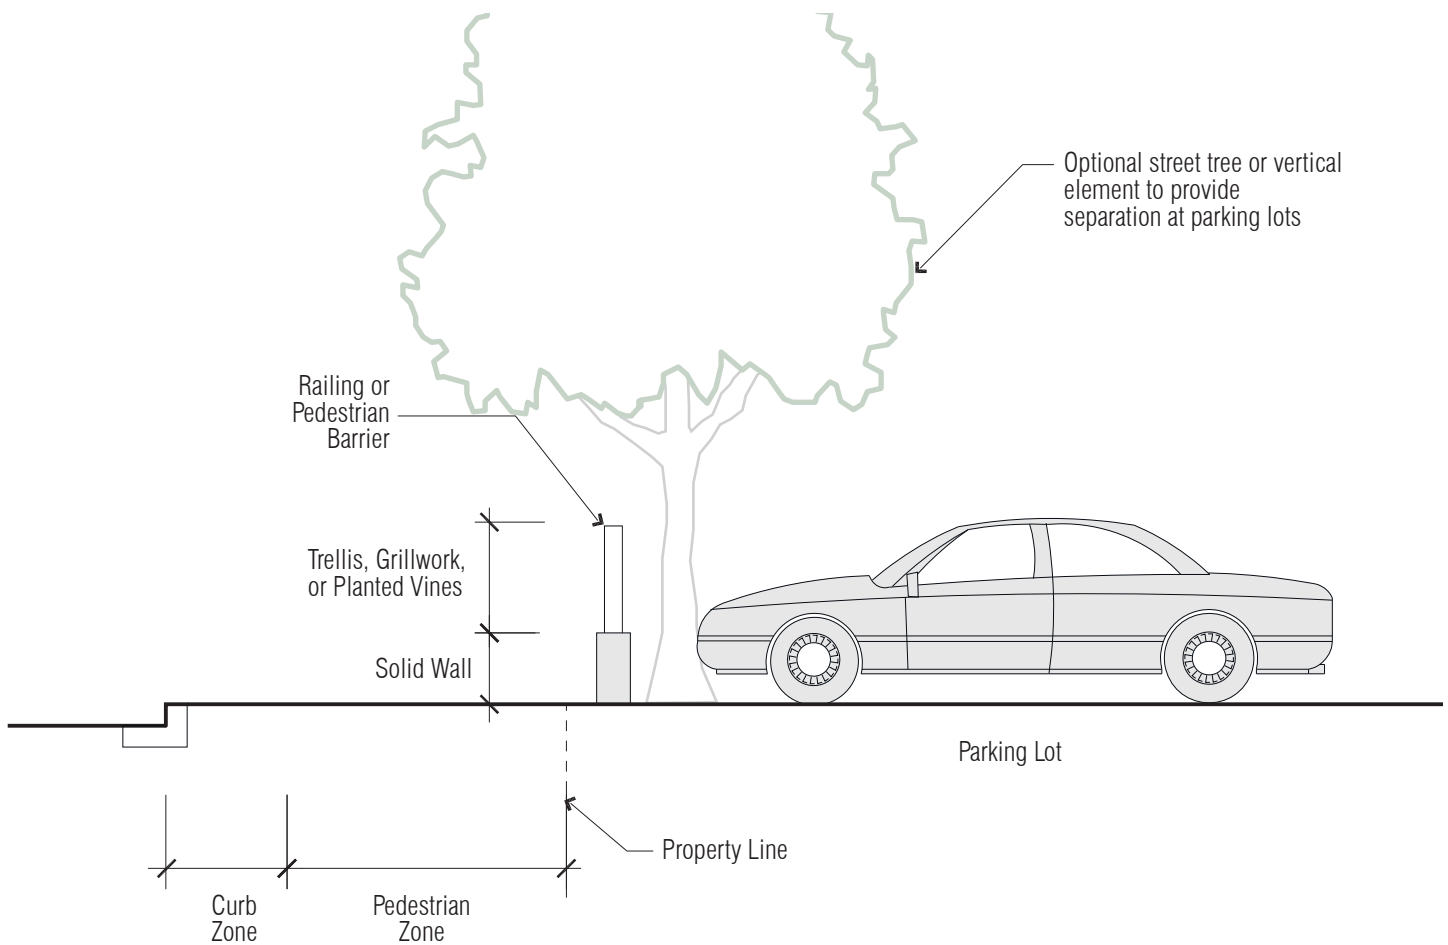 Optional street tree or vertical
element to provide
separation at parking lots
Railing or
Pedestrian
Barrier
Trellis, Grillwork,
or Planted Vines
Solid Wall
Parking Lot
Property Line
Curb
Zone
Pedestrian
Zone